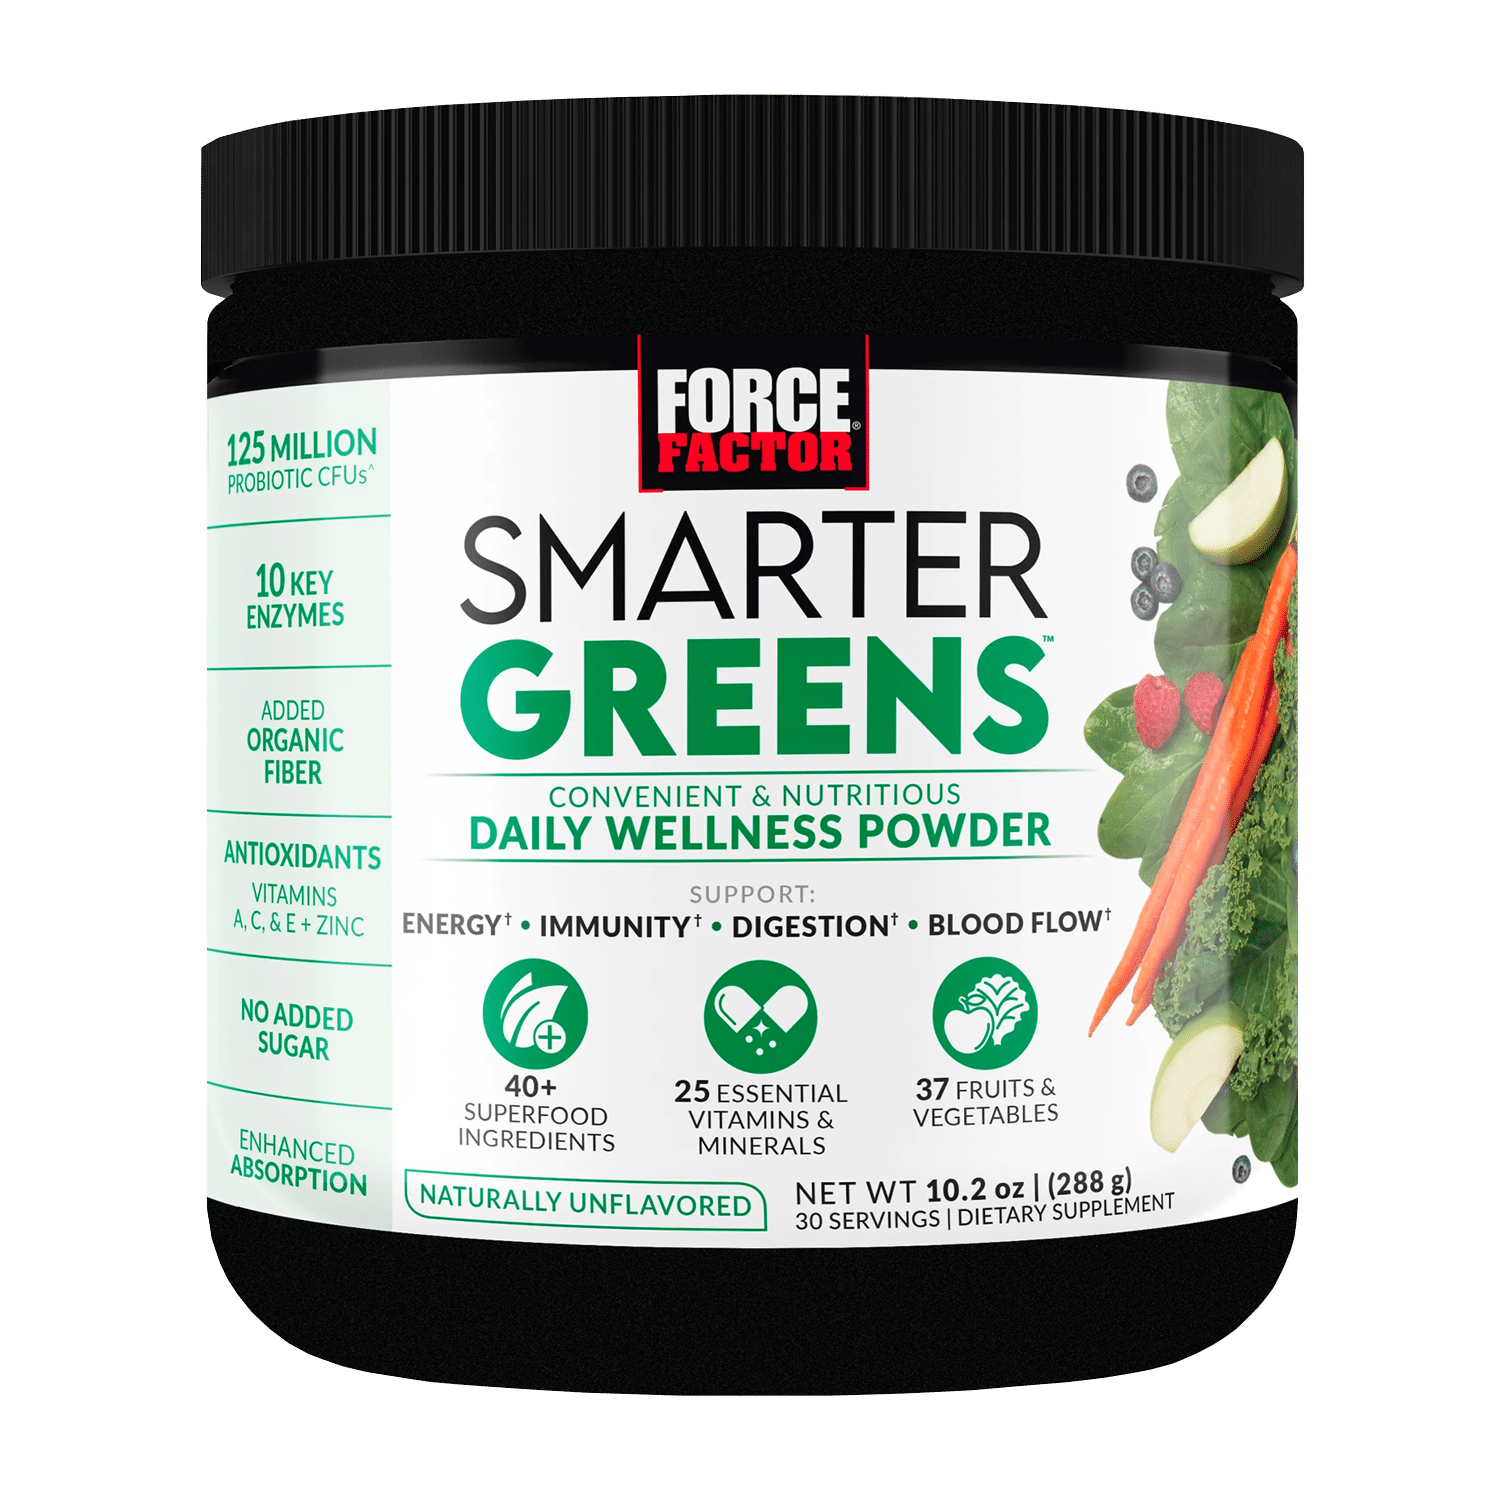 FORCE®
FACTOR
SMARTER
GREENS™
CONVENIENT & NUTRITIOUS
DAILY WELLNESS POWDER
SUPPORT:
ENERGY† • IMMUNITY† • DIGESTION† • BLOOD FLOW†
40+
SUPERFOOD
INGREDIENTS
25 ESSENTIAL
VITAMINS &
MINERALS
37 FRUITS &
VEGETABLES
NATURALLY UNFLAVORED
NET WT 10.2 oz | (288 g)
30 SERVINGS | DIETARY SUPPLEMENT
125 MILLION
PROBIOTIC CFUs^
10 KEY
ENZYMES
ADDED
ORGANIC
FIBER
ANTIOXIDANTS
VITAMINS
A, C, & E + ZINC
NO ADDED
SUGAR
ENHANCED
ABSORPTION